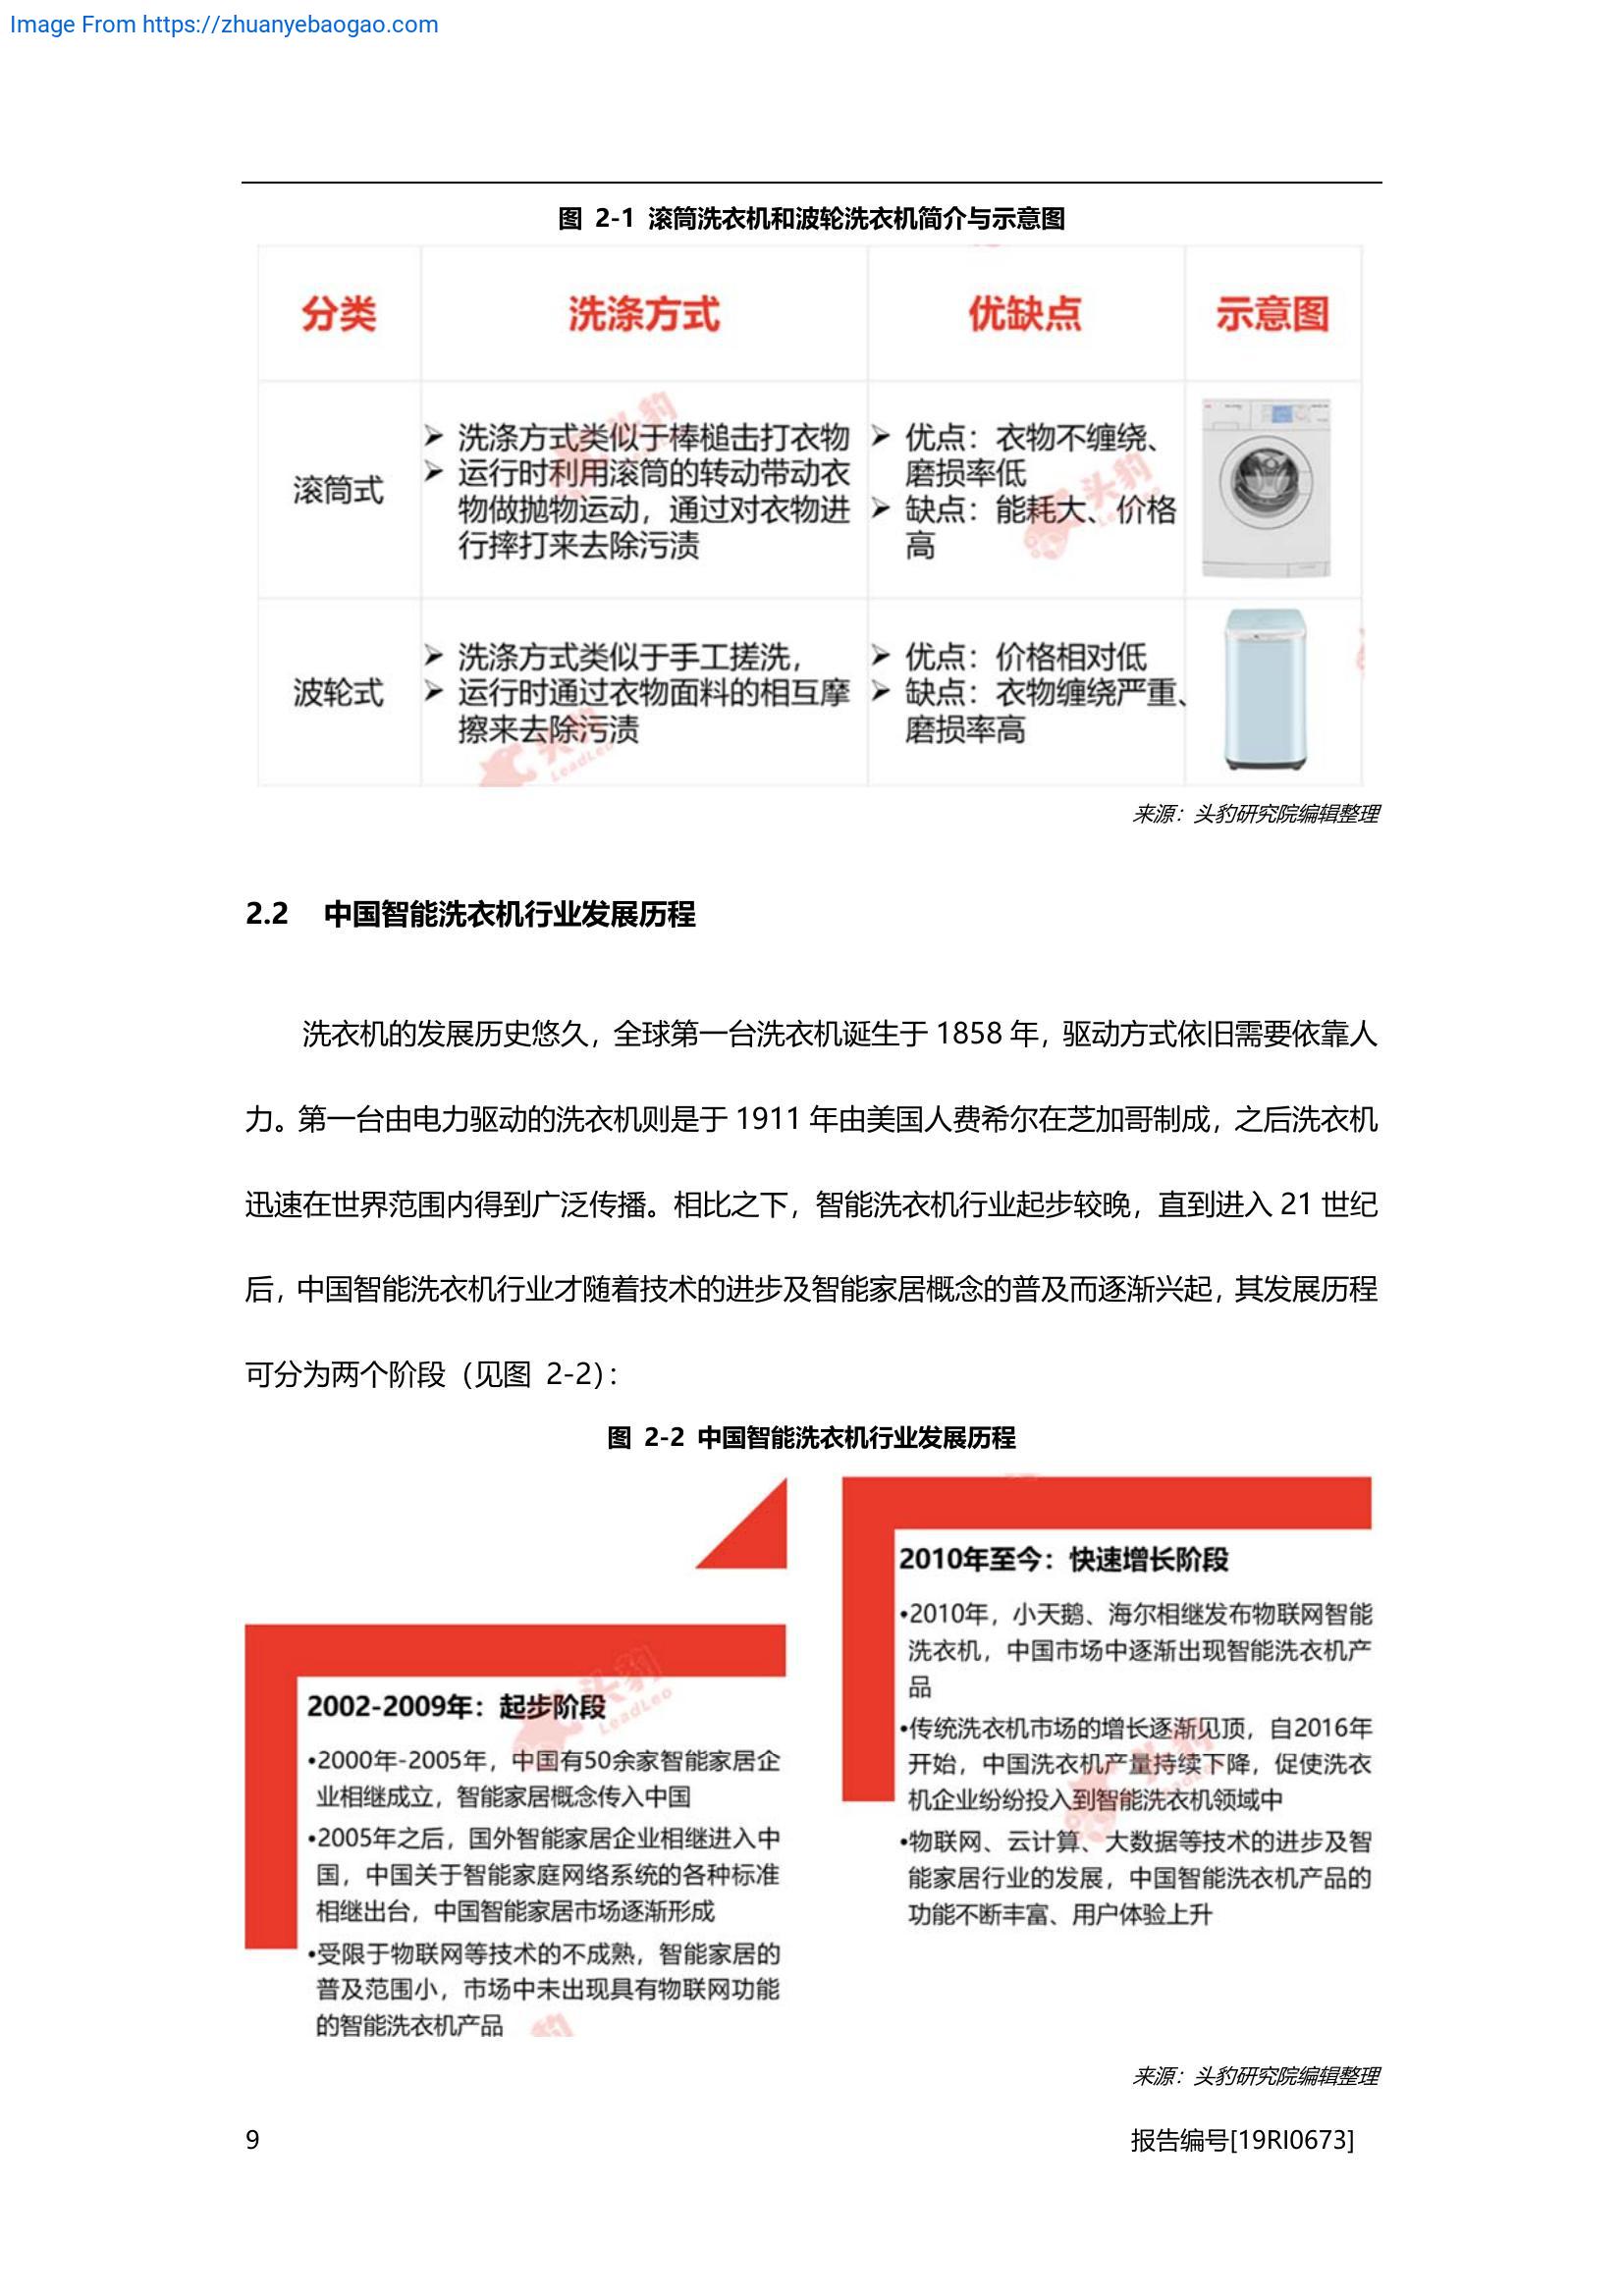 Image From https://zhuanyebaogao.com
图 2-1 滚筒洗衣机和波轮洗衣机简介与示意图
分类 洗涤方式 优缺点 示意图
滚筒式
➢ 洗涤方式类似于棒槌击打衣物
➢ 运行时利用滚筒的转动带动衣
物做抛物运动，通过对衣物进
行摔打来去除污渍
➢ 优点：衣物不缠绕、
磨损率低
➢ 缺点：能耗大、价格
高
波轮式
➢ 洗涤方式类似于手工搓洗，
➢ 运行时通过衣物面料的相互摩
擦来去除污渍
➢ 优点：价格相对低
➢ 缺点：衣物缠绕严重、
磨损率高
头豹
LeadLeo
来源：头豹研究院编辑整理
2.2 中国智能洗衣机行业发展历程
洗衣机的发展历史悠久，全球第一台洗衣机诞生于 1858 年，驱动方式依旧需要依靠人
力。第一台由电力驱动的洗衣机则是于 1911 年由美国人费希尔在芝加哥制成，之后洗衣机
迅速在世界范围内得到广泛传播。相比之下，智能洗衣机行业起步较晚，直到进入 21 世纪
后，中国智能洗衣机行业才随着技术的进步及智能家居概念的普及而逐渐兴起，其发展历程
可分为两个阶段（见图 2-2）：
图 2-2 中国智能洗衣机行业发展历程
2002-2009年：起步阶段
•2000年-2005年，中国有50余家智能家居企
业相继成立，智能家居概念传入中国
•2005年之后，国外智能家居企业相继进入中
国，中国关于智能家庭网络系统的各种标准
相继出台，中国智能家居市场逐渐形成
•受限于物联网等技术的不成熟，智能家居的
普及范围小，市场中未出现具有物联网功能
的智能洗衣机产品
2010年至今：快速增长阶段
•2010年，小天鹅、海尔相继发布物联网智能
洗衣机，中国市场中逐渐出现智能洗衣机产
品
•传统洗衣机市场的增长逐渐见顶，自2016年
开始，中国洗衣机产量持续下降，促使洗衣
机企业纷纷投入到智能洗衣机领域中
•物联网、云计算、大数据等技术的进步及智
能家居行业的发展，中国智能洗衣机产品的
功能不断丰富、用户体验上升
头豹
LeadLeo
来源：头豹研究院编辑整理
9 报告编号[19RI0673]